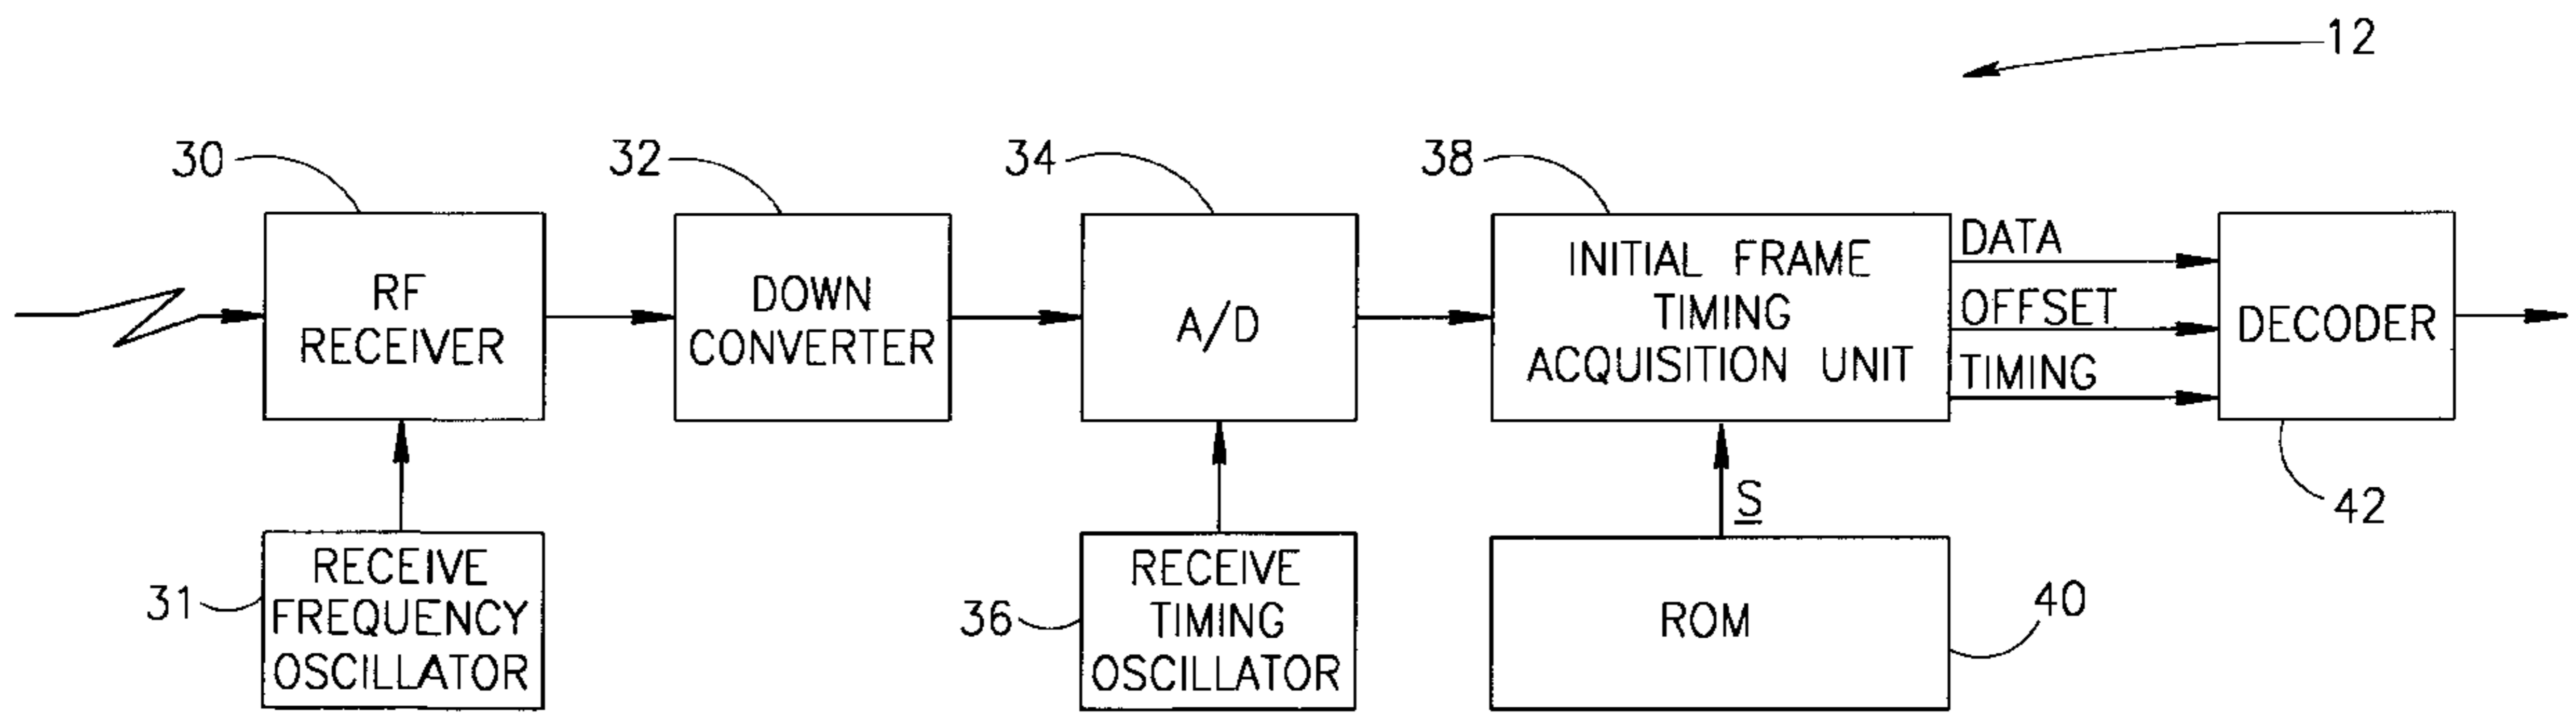 12
30
32
34
38
RF
RECEIVER
DOWN
CONVERTER
A/D
INITIAL FRAME
TIMING
ACQUISITION UNIT
DATA
OFFSET
TIMING
DECODER
42
31
RECEIVE
FREQUENCY
OSCILLATOR
36
RECEIVE
TIMING
OSCILLATOR
S
ROM
40